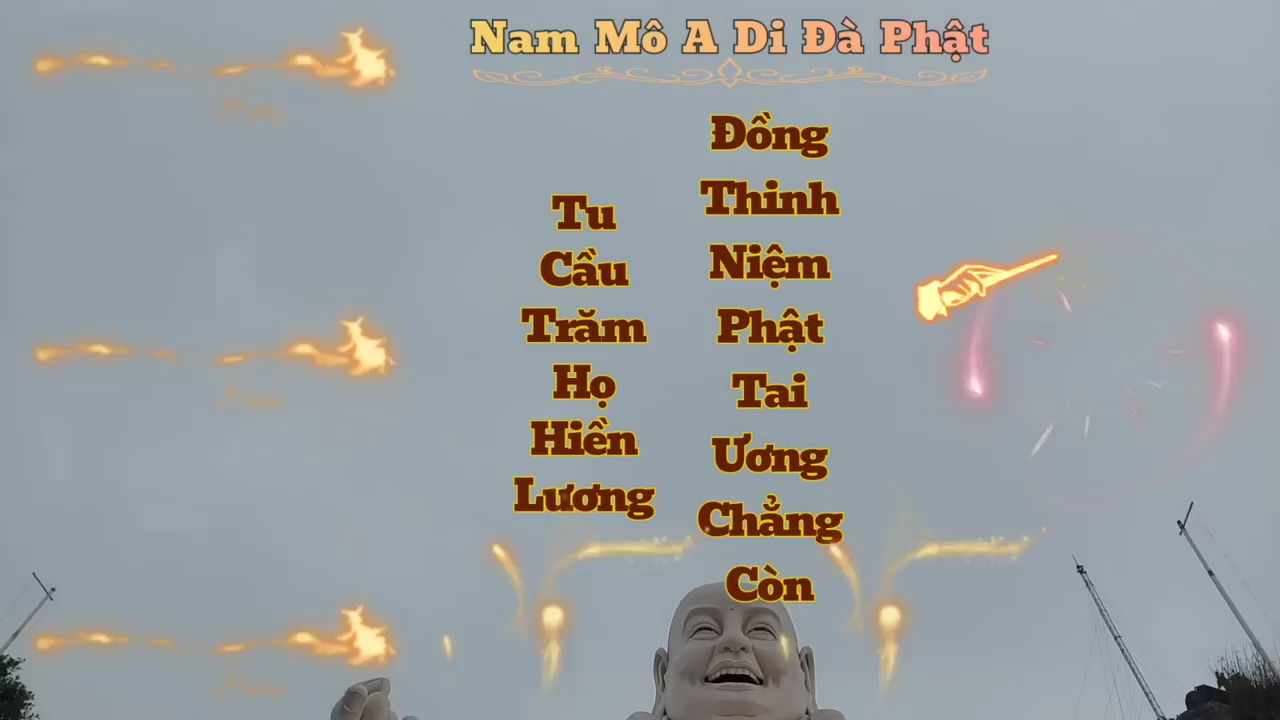 Nam Mô A Di Đà Phật
Tu
Cầu
Trăm
Họ
Hiền
Lương
Đồng
Thinh
Niệm
Phật
Tai
Ương
Chẳng
Còn